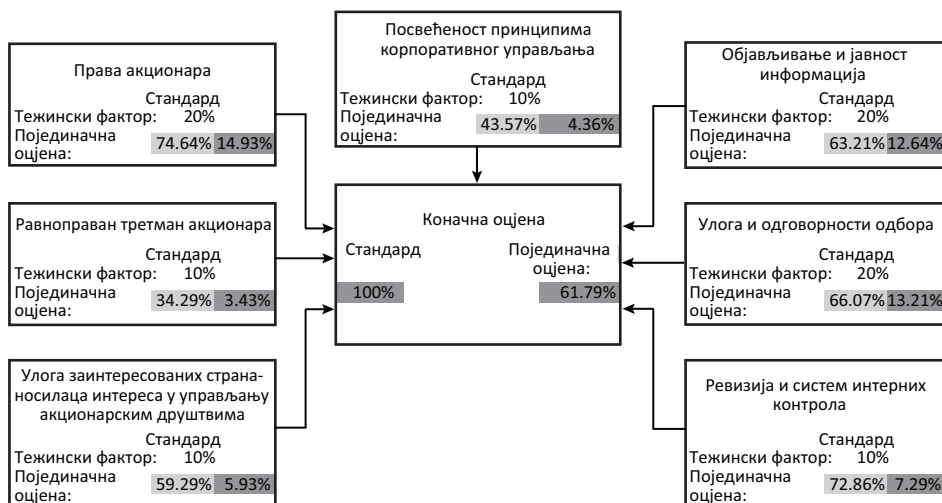 Посвећеност принципима
корпоративног управљања
Стандард
Тежински фактор: 10%
Појединачна
оцјена: 43.57% 4.36%
Права акционара
Стандард
Тежински фактор: 20%
Појединачна
оцјена: 74.64% 14.93%
Објављивање и јавност
информација
Стандард
Тежински фактор: 20%
Појединачна
оцјена: 63.21% 12.64%
Равноправан третман акционара
Стандард
Тежински фактор: 10%
Појединачна
оцјена: 34.29% 3.43%
Коначна оцјена
Стандард Појединачна
оцјена:
100% 61.79%
Улога и одговорности одбора
Стандард
Тежински фактор: 20%
Појединачна
оцјена: 66.07% 13.21%
Улога заинтересованих страна-
носилаца интереса у управљању
акционарским друштвима
Стандард
Тежински фактор: 10%
Појединачна
оцјена: 59.29% 5.93%
Ревизија и систем интерних
контрола
Стандард
Тежински фактор: 10%
Појединачна
оцјена: 72.86% 7.29%